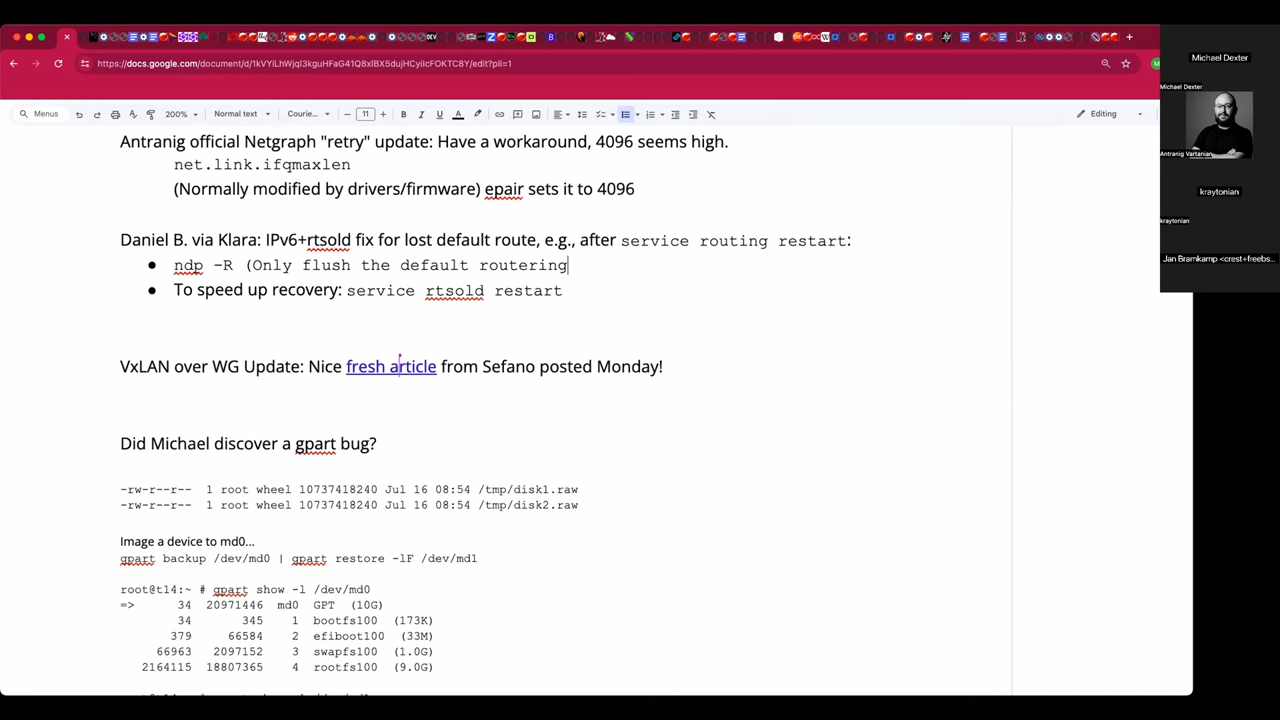 https://docs.google.com/document/d/1kVYiLhWjqI3kguHFaG41Q8xIBX5dujHCyiIcFOKTC8Y/edit?pli=1
Menus
200%
Normal text
Courie...
11
Editing
Antranig official Netgraph "retry" update: Have a workaround, 4096 seems high.
net.link.ifqmaxlen
(Normally modified by drivers/firmware) epair sets it to 4096
Daniel B. via Klara: IPv6+rtsold fix for lost default route, e.g., after service routing restart:
● ndp -R (Only flush the default routering
● To speed up recovery: service rtsold restart
VxLAN over WG Update: Nice fresh article from Sefano posted Monday!
Did Michael discover a gpart bug?
-rw-r--r-- 1 root wheel 10737418240 Jul 16 08:54 /tmp/disk1.raw
-rw-r--r-- 1 root wheel 10737418240 Jul 16 08:54 /tmp/disk2.raw
Image a device to md0...
gpart backup /dev/md0 | gpart restore -lF /dev/md1
root@t14:~ # gpart show -l /dev/md0
=> 34 20971446 md0 GPT (10G)
34 345 1 bootfs100 (173K)
379 66584 2 efiboot100 (33M)
66963 2097152 3 swapfs100 (1.0G)
2164115 18807365 4 rootfs100 (9.0G)
Michael Dexter
Michael Dexter
Antranig Vartanian
kraytonian
kraytonian
Jan Bramkamp <crest+freebs...